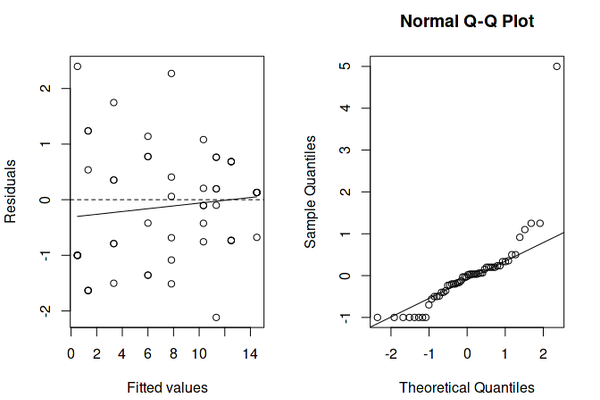 Normal Q-Q Plot
Residuals
2
1
0
-1
-2
0 2 4 6 8 10 14
Fitted values
Sample Quantiles
5
4
3
2
1
0
-1
-2 -1 0 1 2
Theoretical Quantiles